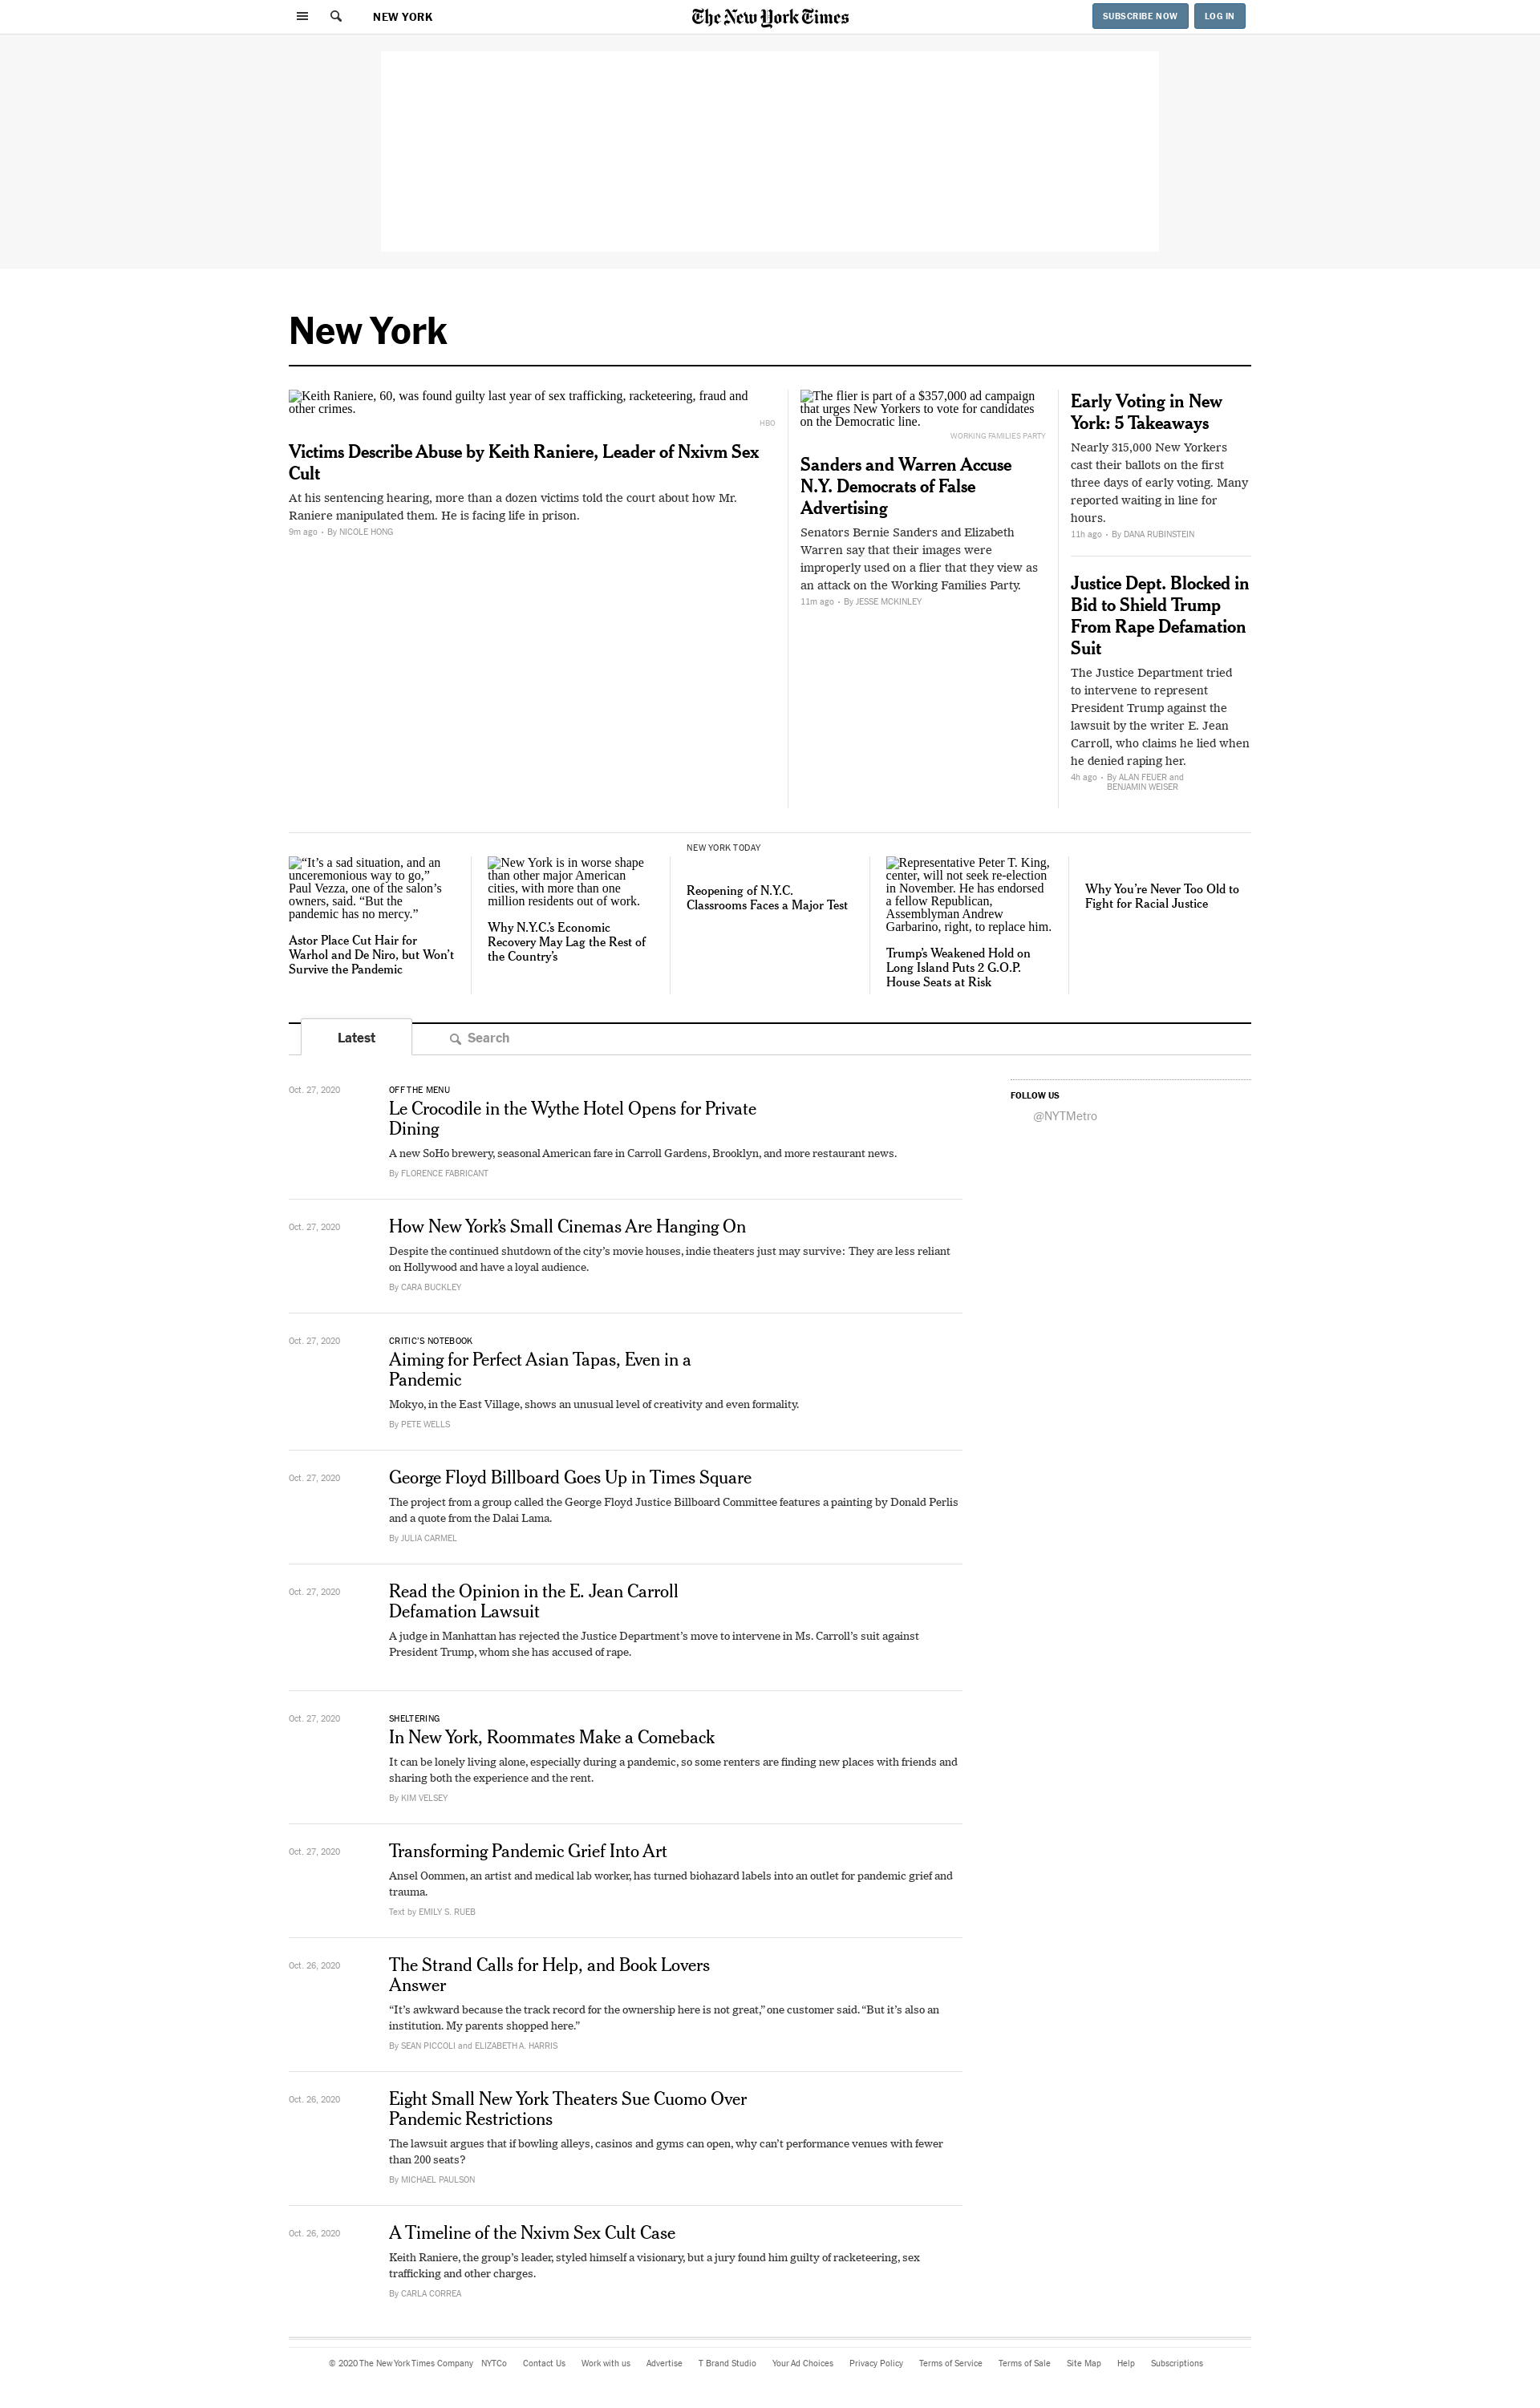 NEW YORK
The New York Times
SUBSCRIBE NOW
LOG IN
New York
Keith Raniere, 60, was found guilty last year of sex trafficking, racketeering, fraud and
other crimes.
HBO
Victims Describe Abuse by Keith Raniere, Leader of Nxivm Sex
Cult
At his sentencing hearing, more than a dozen victims told the court about how Mr.
Raniere manipulated them. He is facing life in prison.
9m ago • By NICOLE HONG
The flier is part of a $357,000 ad campaign
that urges New Yorkers to vote for candidates
on the Democratic line.
WORKING FAMILIES PARTY
Sanders and Warren Accuse
N.Y. Democrats of False
Advertising
Senators Bernie Sanders and Elizabeth
Warren say that their images were
improperly used on a flier that they view as
an attack on the Working Families Party.
11m ago • By JESSE MCKINLEY
Early Voting in New
York: 5 Takeaways
Nearly 315,000 New Yorkers
cast their ballots on the first
three days of early voting. Many
reported waiting in line for
hours.
11h ago • By DANA RUBINSTEIN
Justice Dept. Blocked in
Bid to Shield Trump
From Rape Defamation
Suit
The Justice Department tried
to intervene to represent
President Trump against the
lawsuit by the writer E. Jean
Carroll, who claims he lied when
he denied raping her.
4h ago • By ALAN FEUER and
BENJAMIN WEISER
“It’s a sad situation, and an
unceremonious way to go,”
Paul Vezza, one of the salon’s
owners, said. “But the
pandemic has no mercy.”
Astor Place Cut Hair for
Warhol and De Niro, but Won’t
Survive the Pandemic
New York is in worse shape
than other major American
cities, with more than one
million residents out of work.
Why N.Y.C.’s Economic
Recovery May Lag the Rest of
the Country’s
NEW YORK TODAY
Reopening of N.Y.C.
Classrooms Faces a Major Test
Representative Peter T. King,
center, will not seek re-election
in November. He has endorsed
a fellow Republican,
Assemblyman Andrew
Garbarino, right, to replace him.
Trump’s Weakened Hold on
Long Island Puts 2 G.O.P.
House Seats at Risk
Why You’re Never Too Old to
Fight for Racial Justice
Latest
Search
Oct. 27, 2020
OFF THE MENU
Le Crocodile in the Wythe Hotel Opens for Private
Dining
A new SoHo brewery, seasonal American fare in Carroll Gardens, Brooklyn, and more restaurant news.
By FLORENCE FABRICANT
FOLLOW US
@NYTMetro
Oct. 27, 2020
How New York’s Small Cinemas Are Hanging On
Despite the continued shutdown of the city’s movie houses, indie theaters just may survive: They are less reliant
on Hollywood and have a loyal audience.
By CARA BUCKLEY
Oct. 27, 2020
CRITIC’S NOTEBOOK
Aiming for Perfect Asian Tapas, Even in a
Pandemic
Mokyo, in the East Village, shows an unusual level of creativity and even formality.
By PETE WELLS
Oct. 27, 2020
George Floyd Billboard Goes Up in Times Square
The project from a group called the George Floyd Justice Billboard Committee features a painting by Donald Perlis
and a quote from the Dalai Lama.
By JULIA CARMEL
Oct. 27, 2020
Read the Opinion in the E. Jean Carroll
Defamation Lawsuit
A judge in Manhattan has rejected the Justice Department’s move to intervene in Ms. Carroll’s suit against
President Trump, whom she has accused of rape.
Oct. 27, 2020
SHELTERING
In New York, Roommates Make a Comeback
It can be lonely living alone, especially during a pandemic, so some renters are finding new places with friends and
sharing both the experience and the rent.
By KIM VELSEY
Oct. 27, 2020
Transforming Pandemic Grief Into Art
Ansel Oommen, an artist and medical lab worker, has turned biohazard labels into an outlet for pandemic grief and
trauma.
Text by EMILY S. RUEB
Oct. 26, 2020
The Strand Calls for Help, and Book Lovers
Answer
“It’s awkward because the track record for the ownership here is not great,” one customer said. “But it’s also an
institution. My parents shopped here.”
By SEAN PICCOLI and ELIZABETH A. HARRIS
Oct. 26, 2020
Eight Small New York Theaters Sue Cuomo Over
Pandemic Restrictions
The lawsuit argues that if bowling alleys, casinos and gyms can open, why can’t performance venues with fewer
than 200 seats?
By MICHAEL PAULSON
Oct. 26, 2020
A Timeline of the Nxivm Sex Cult Case
Keith Raniere, the group’s leader, styled himself a visionary, but a jury found him guilty of racketeering, sex
trafficking and other charges.
By CARLA CORREA
© 2020 The New York Times Company NYTCo Contact Us Work with us Advertise T Brand Studio Your Ad Choices Privacy Policy Terms of Service Terms of Sale Site Map Help Subscriptions